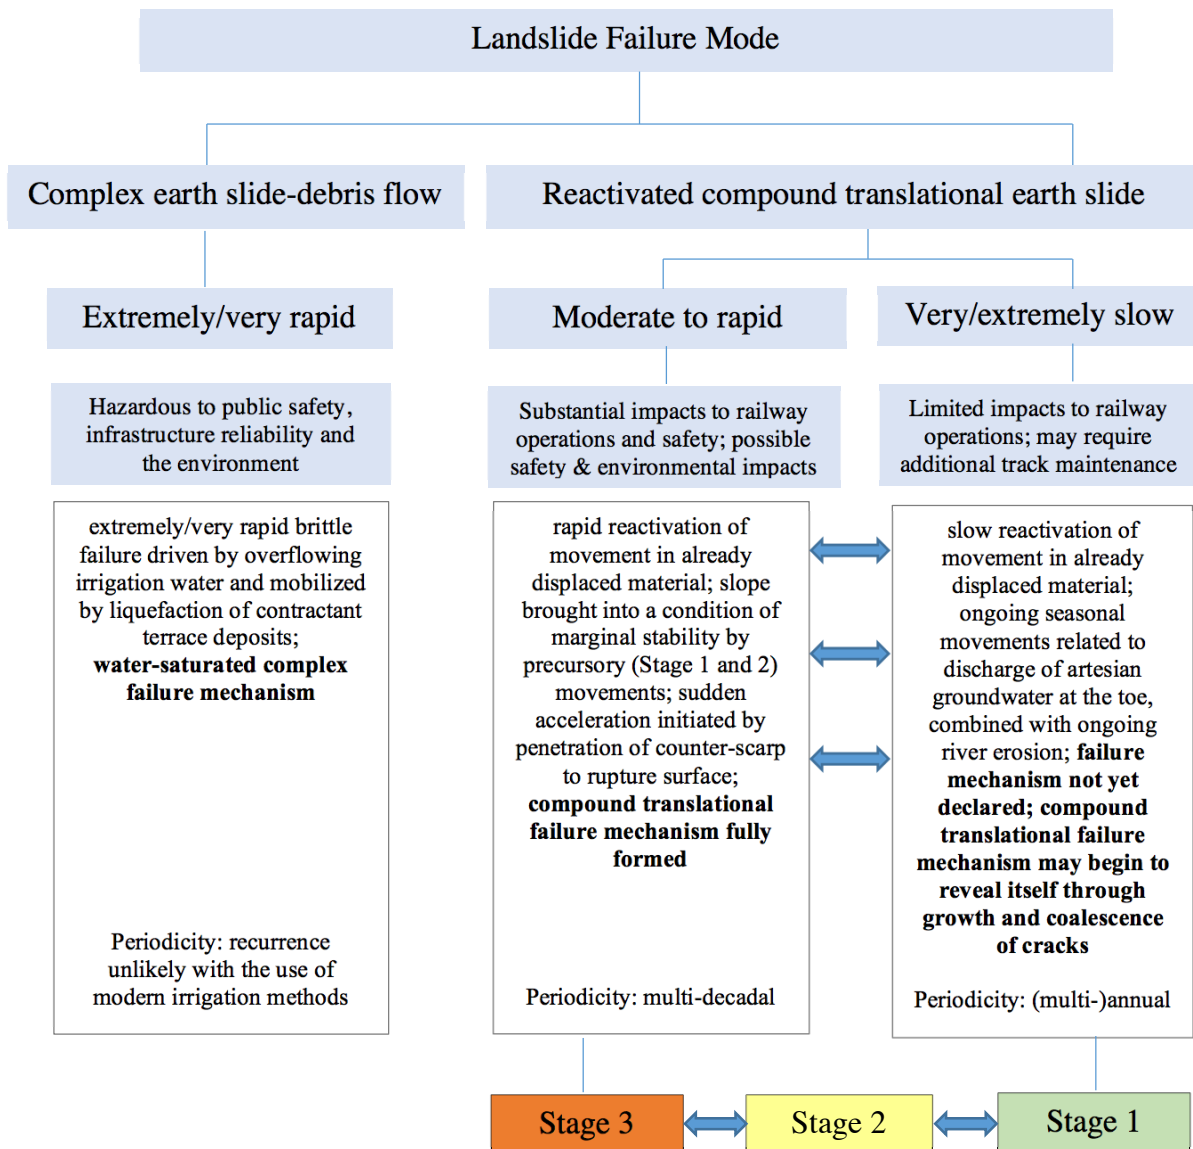 Landslide Failure Mode
Complex earth slide-debris flow
Reactivated compound translational earth slide
Extremely/very rapid
Moderate to rapid
Very/extremely slow
Hazardous to public safety,
infrastructure reliability and
the environment
Substantial impacts to railway
operations and safety; possible
safety & environmental impacts
Limited impacts to railway
operations; may require
additional track maintenance
extremely/very rapid brittle
failure driven by overflowing
irrigation water and mobilized
by liquefaction of contractant
terrace deposits;
water-saturated complex
failure mechanism
Periodicity: recurrence
unlikely with the use of
modern irrigation methods
rapid reactivation of
movement in already
displaced material; slope
brought into a condition of
marginal stability by
precursory (Stage 1 and 2)
movements; sudden
acceleration initiated by
penetration of counter-scarp
to rupture surface;
compound translational
failure mechanism fully
formed
Periodicity: multi-decadal
slow reactivation of
movement in already
displaced material;
ongoing seasonal
movements related to
discharge of artesian
groundwater at the toe,
combined with ongoing
river erosion; failure
mechanism not yet
declared; compound
translational failure
mechanism may begin to
reveal itself through
growth and coalescence
of cracks
Periodicity: (multi-)annual
Stage 3
Stage 2
Stage 1